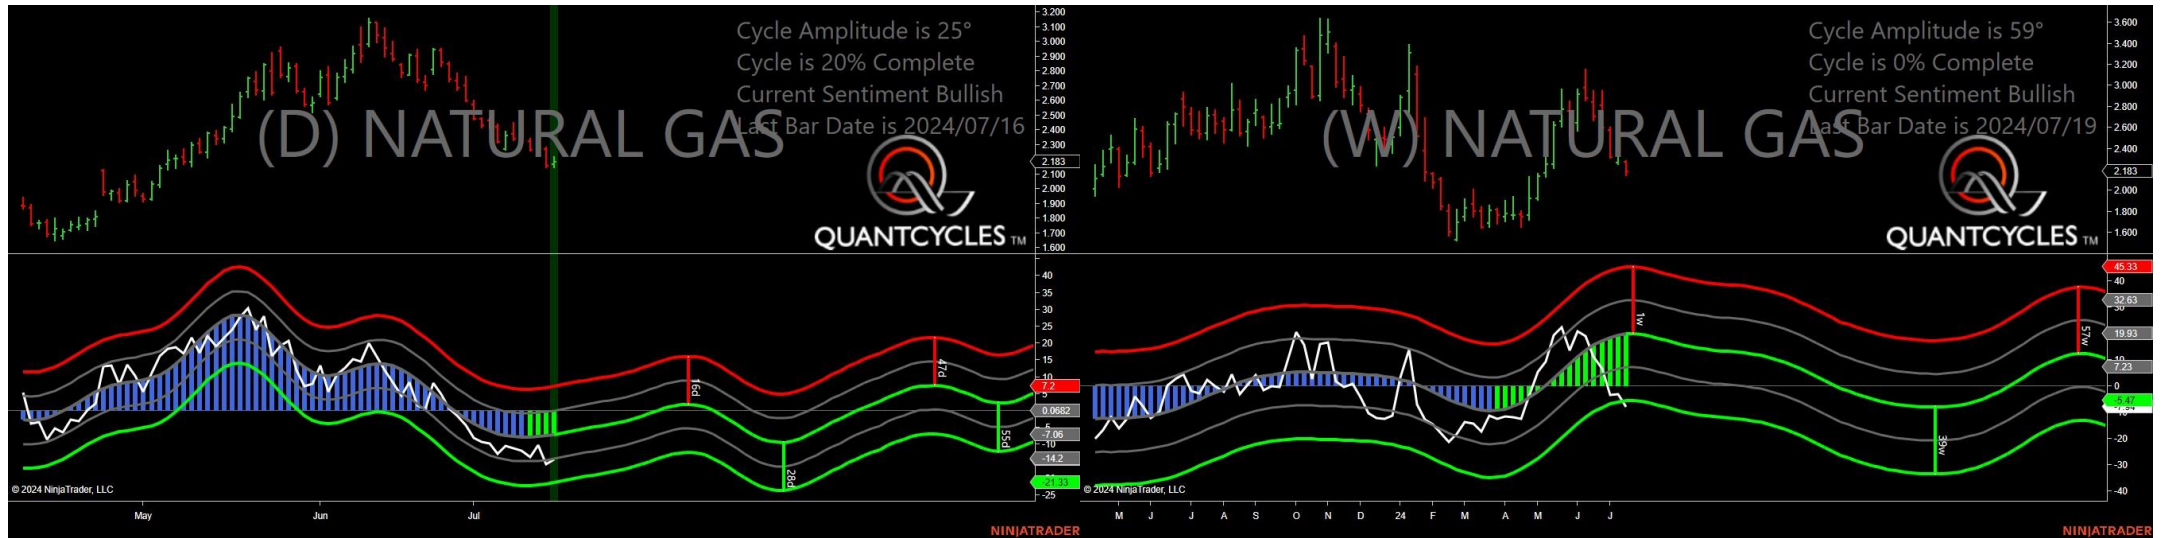 Cycle Amplitude is 25°
Cycle is 20% Complete
Current Sentiment Bullish
Last Bar Date is 2024/07/16
(D) NATURAL GAS
QUANTCYCLES TM
3.200
3.100
3.000
2.900
2.800
2.700
2.600
2.500
2.400
2.300
2.183
2.100
2.000
1.900
1.800
1.700
1.600
16d
28d
47d
55d
40
35
30
25
20
15
10
7.2
5
0.0682
-5
-7.06
-10
-14.2
-21.33
-25
© 2024 NinjaTrader, LLC
May Jun Jul
NINJATRADER
Cycle Amplitude is 59°
Cycle is 0% Complete
Current Sentiment Bullish
Last Bar Date is 2024/07/19
(W) NATURAL GAS
QUANTCYCLES TM
3.600
3.400
3.200
3.000
2.800
2.600
2.400
2.183
2.000
1.800
1.600
1w
39w
57w
45.33
40
32.63
30
19.93
10
7.23
0
-5.47
-7.94
-10
-20
-30
-40
© 2024 NinjaTrader, LLC
M J J A S O N D 24 F M A M J J
NINJATRADER